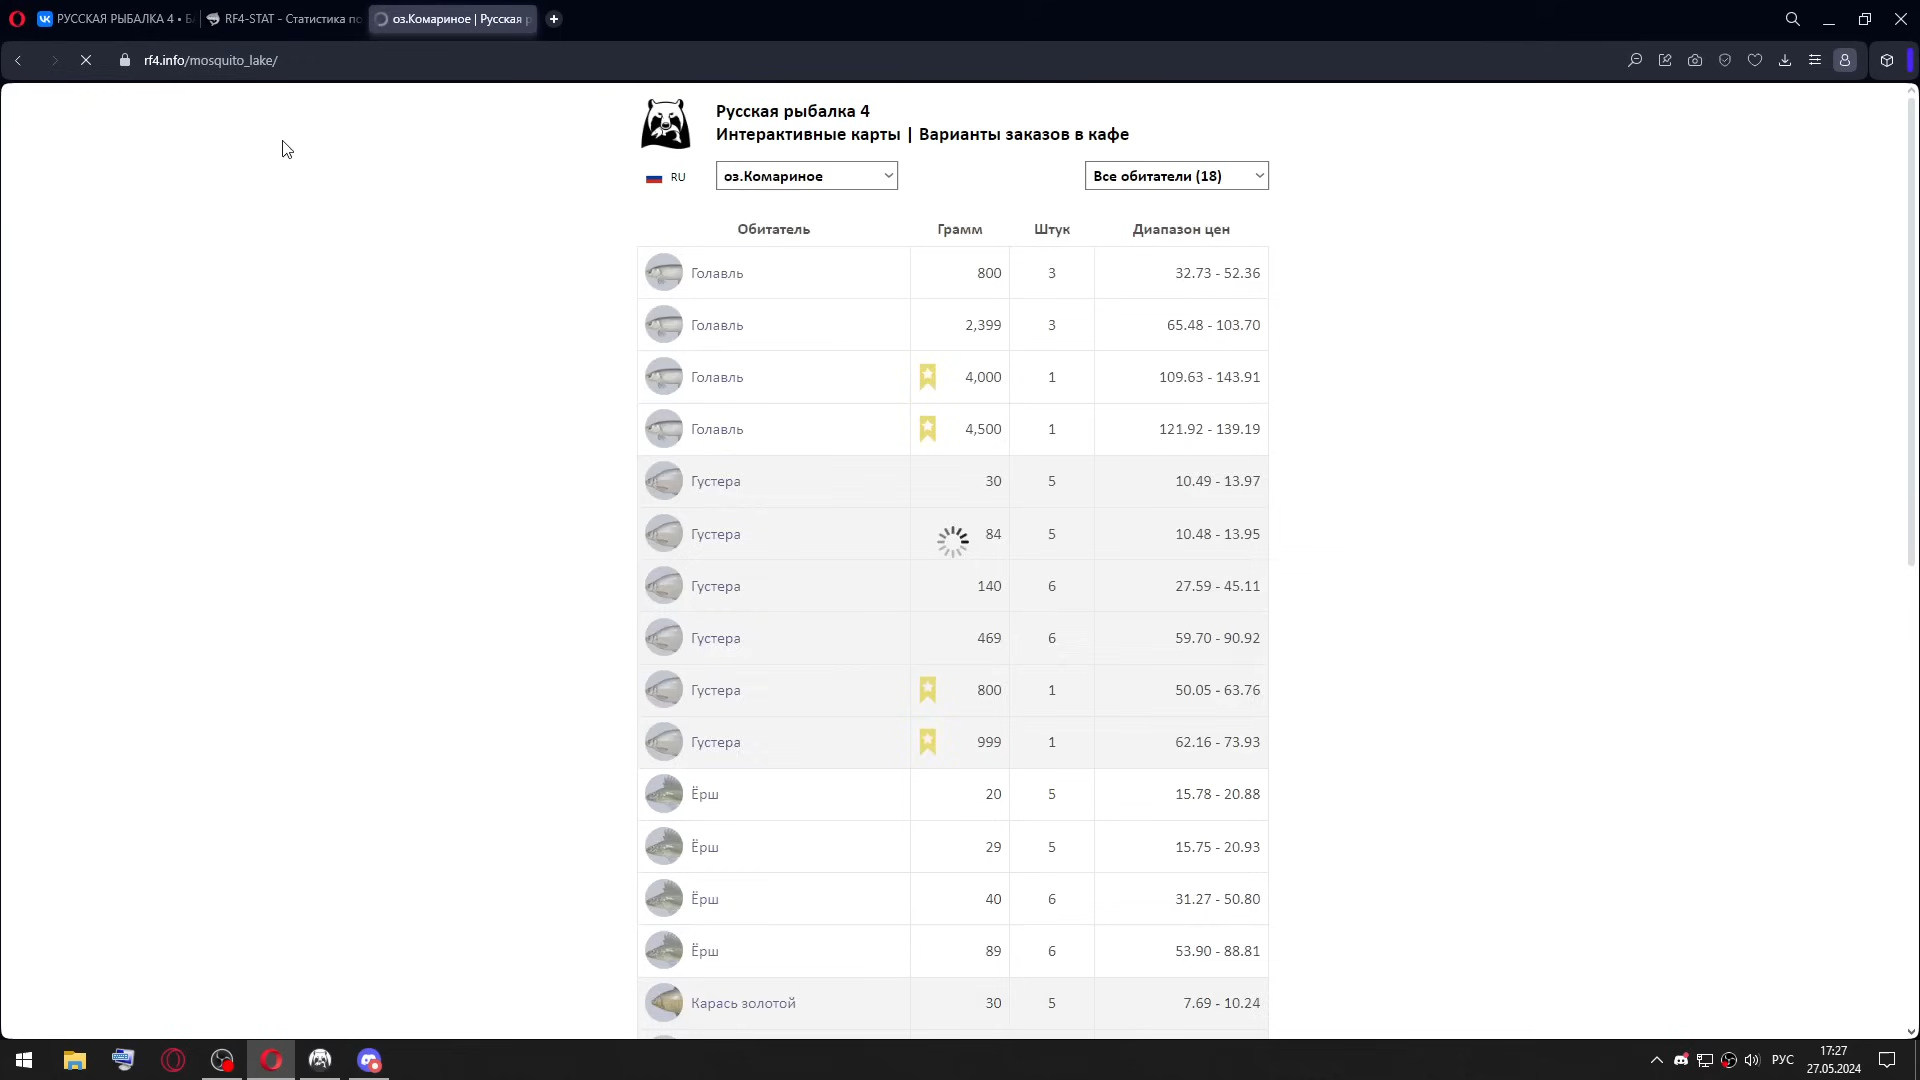 РУССКАЯ РЫБАЛКА 4 •
RF4-STAT - Статистика по
оз.Комариное | Русская
rf4.info/mosquito_lake/
Русская рыбалка 4
Интерактивные карты | Варианты заказов в кафе
RU оз.Комариное Все обитатели (18)
Обитатель Грамм Штук Диапазон цен
Голавль 800 3 32.73 - 52.36
Голавль 2,399 3 65.48 - 103.70
Голавль 4,000 1 109.63 - 143.91
Голавль 4,500 1 121.92 - 139.19
Густера 30 5 10.49 - 13.97
Густера 84 5 10.48 - 13.95
Густера 140 6 27.59 - 45.11
Густера 469 6 59.70 - 90.92
Густера 800 1 50.05 - 63.76
Густера 999 1 62.16 - 73.93
Ёрш 20 5 15.78 - 20.88
Ёрш 29 5 15.75 - 20.93
Ёрш 40 6 31.27 - 50.80
Ёрш 89 6 53.90 - 88.81
Карась золотой 30 5 7.69 - 10.24
РУС
17:27
27.05.2024